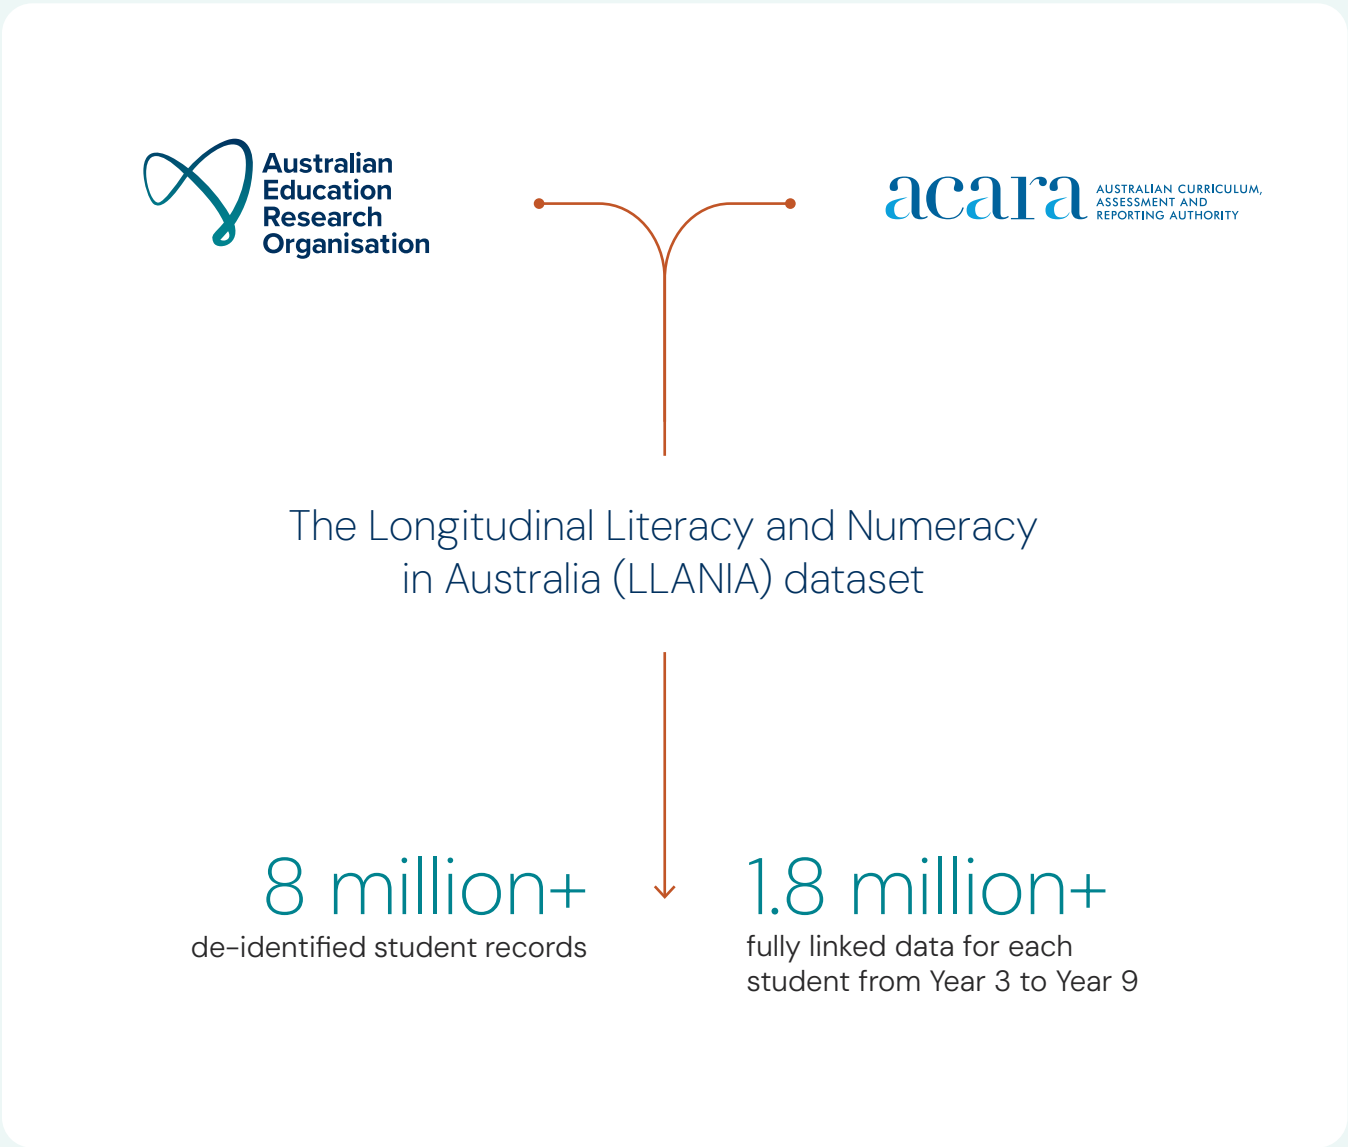 Australian
Education
Research
Organisation
acara
AUSTRALIAN CURRICULUM,
ASSESSMENT AND
REPORTING AUTHORITY
The Longitudinal Literacy and Numeracy
in Australia (LLANIA) dataset
8 million+
de-identified student records
1.8 million+
fully linked data for each
student from Year 3 to Year 9